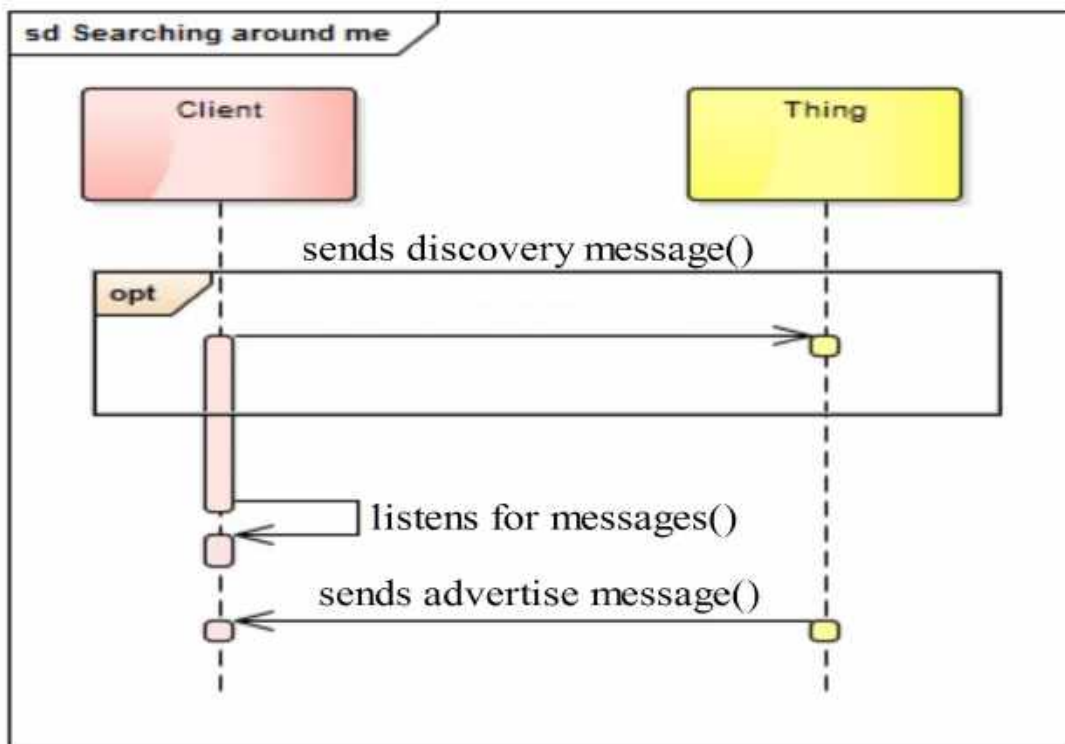 sd Searching around me
Client
Thing
sends discovery message()
opt
listens for messages()
sends advertise message()